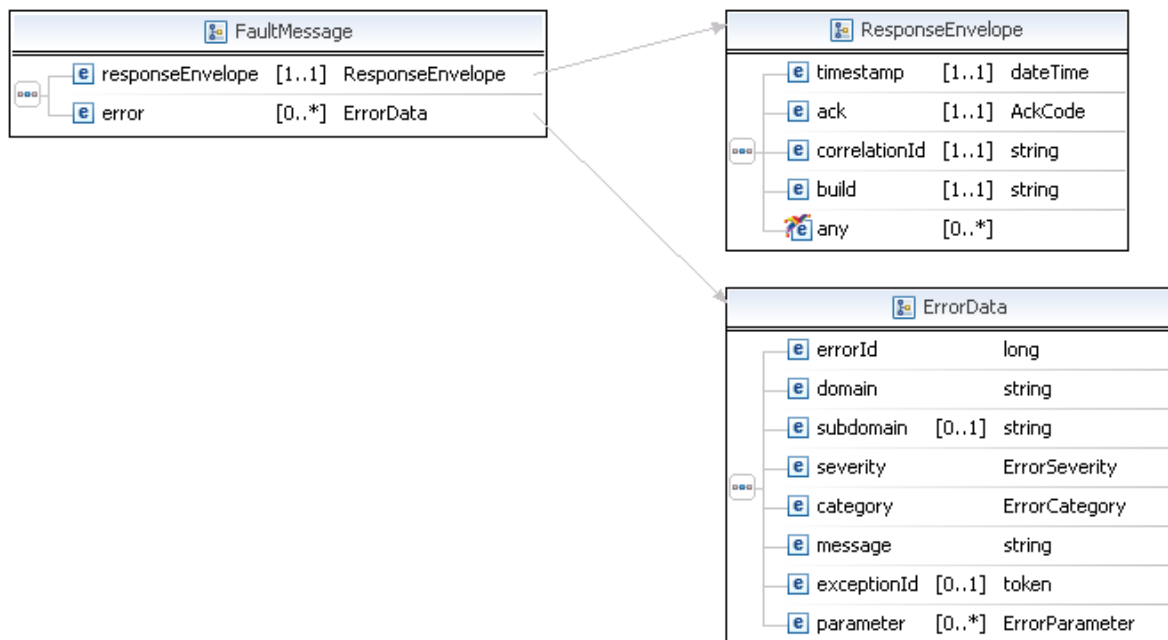 FaultMessage
e responseEnvelope [1..1] ResponseEnvelope
e error [0..*] ErrorData
ResponseEnvelope
e timestamp [1..1] dateTime
e ack [1..1] AckCode
e correlationId [1..1] string
e build [1..1] string
e any [0..*]
ErrorData
e errorId long
e domain string
e subdomain [0..1] string
e severity ErrorSeverity
e category ErrorCategory
e message string
e exceptionId [0..1] token
e parameter [0..*] ErrorParameter